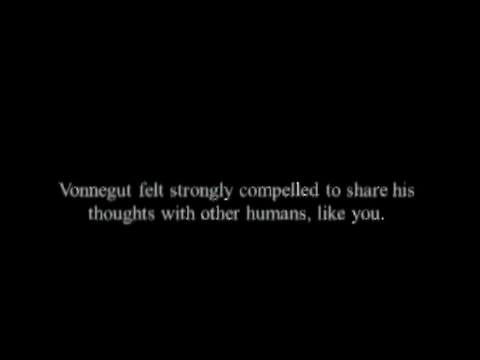 Vonnegut felt strongly compelled to share his
thoughts with other humans, like you.